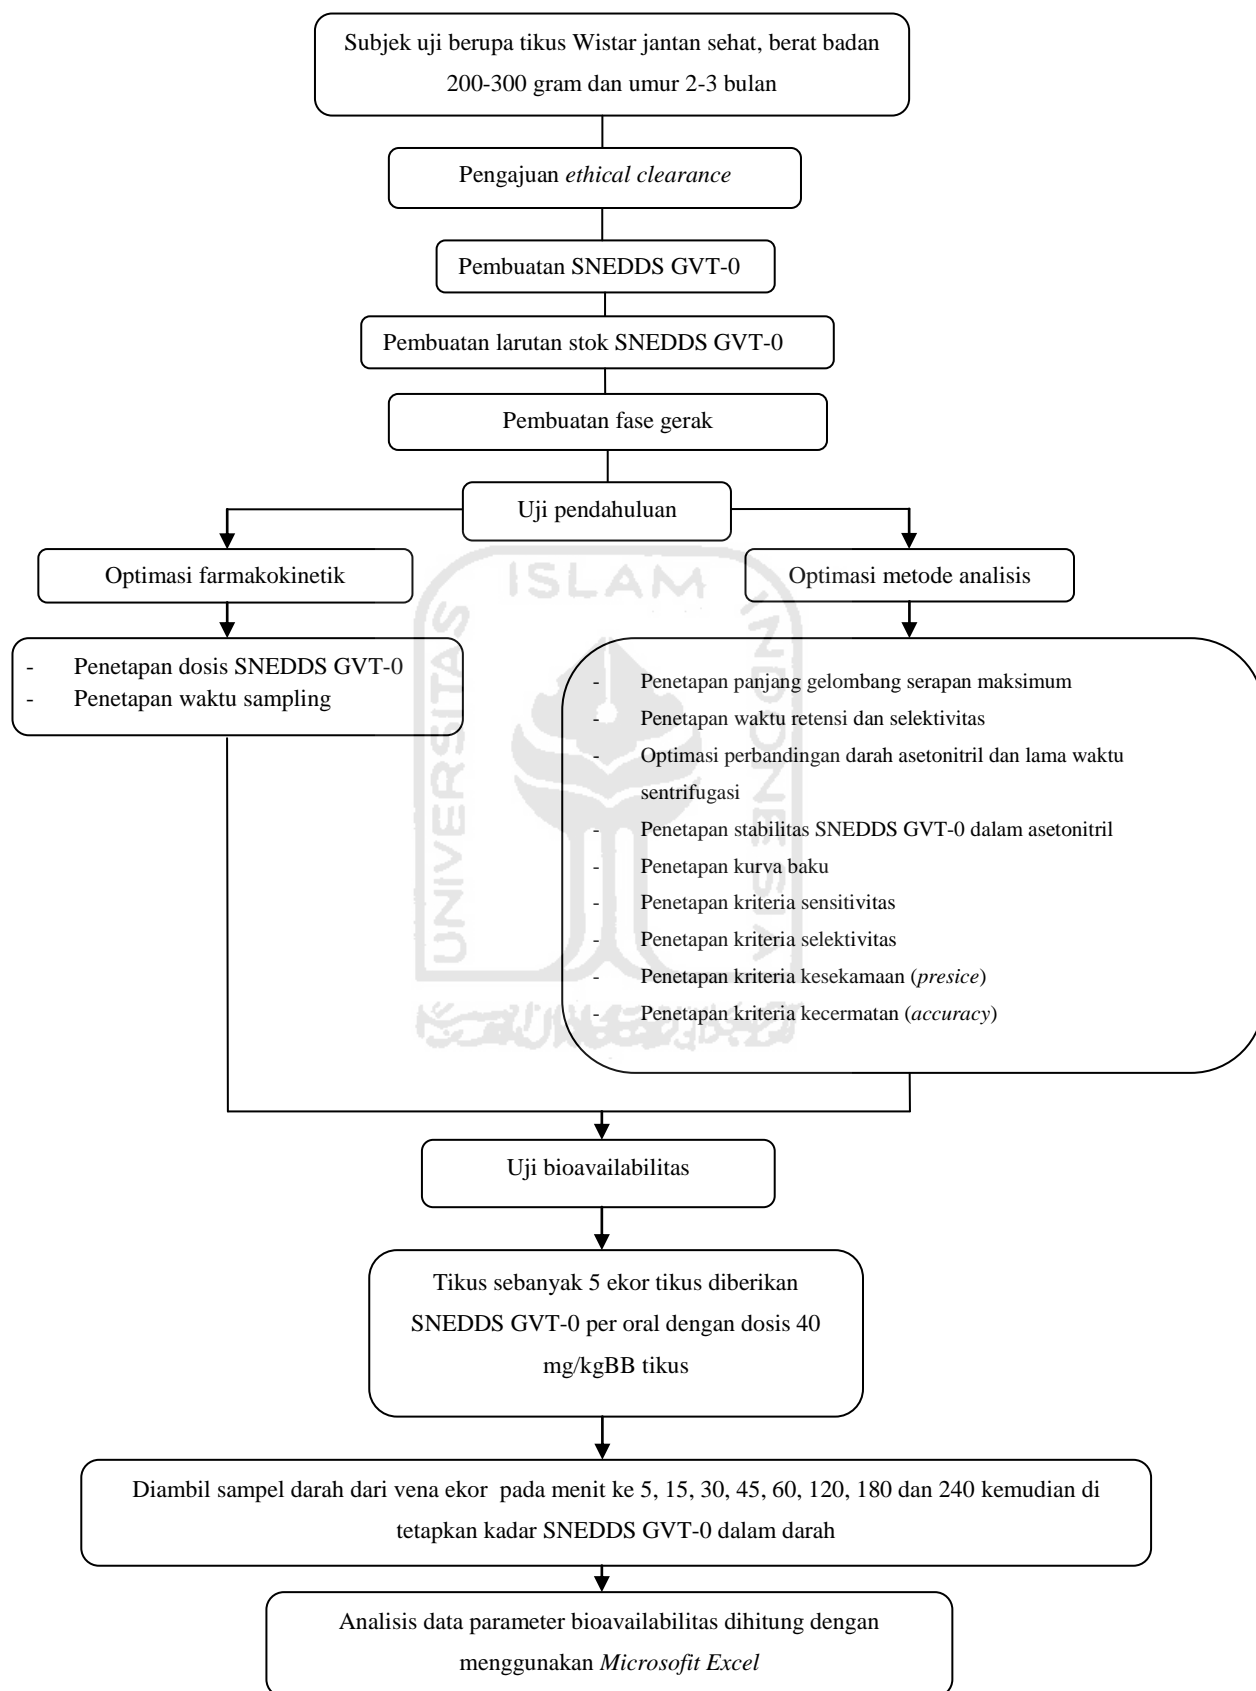 Subjek uji berupa tikus Wistar jantan sehat, berat badan
200-300 gram dan umur 2-3 bulan
Pengajuan ethical clearance
Pembuatan SNEDDS GVT-0
Pembuatan larutan stok SNEDDS GVT-0
Pembuatan fase gerak
Uji pendahuluan
Optimasi farmakokinetik
Optimasi metode analisis
- Penetapan dosis SNEDDS GVT-0
- Penetapan waktu sampling
- Penetapan panjang gelombang serapan maksimum
- Penetapan waktu retensi dan selektivitas
- Optimasi perbandingan darah asetonitril dan lama waktu
sentrifugasi
- Penetapan stabilitas SNEDDS GVT-0 dalam asetonitril
- Penetapan kurva baku
- Penetapan kriteria sensitivitas
- Penetapan kriteria selektivitas
- Penetapan kriteria kesekamaan (presice)
- Penetapan kriteria kecermatan (accuracy)
Uji bioavailabilitas
Tikus sebanyak 5 ekor tikus diberikan
SNEDDS GVT-0 per oral dengan dosis 40
mg/kgBB tikus
Diambil sampel darah dari vena ekor pada menit ke 5, 15, 30, 45, 60, 120, 180 dan 240 kemudian di
tetapkan kadar SNEDDS GVT-0 dalam darah
Analisis data parameter bioavailabilitas dihitung dengan
menggunakan Microsofit Excel
UNIVERSITAS
ISLAM
INDONESIA